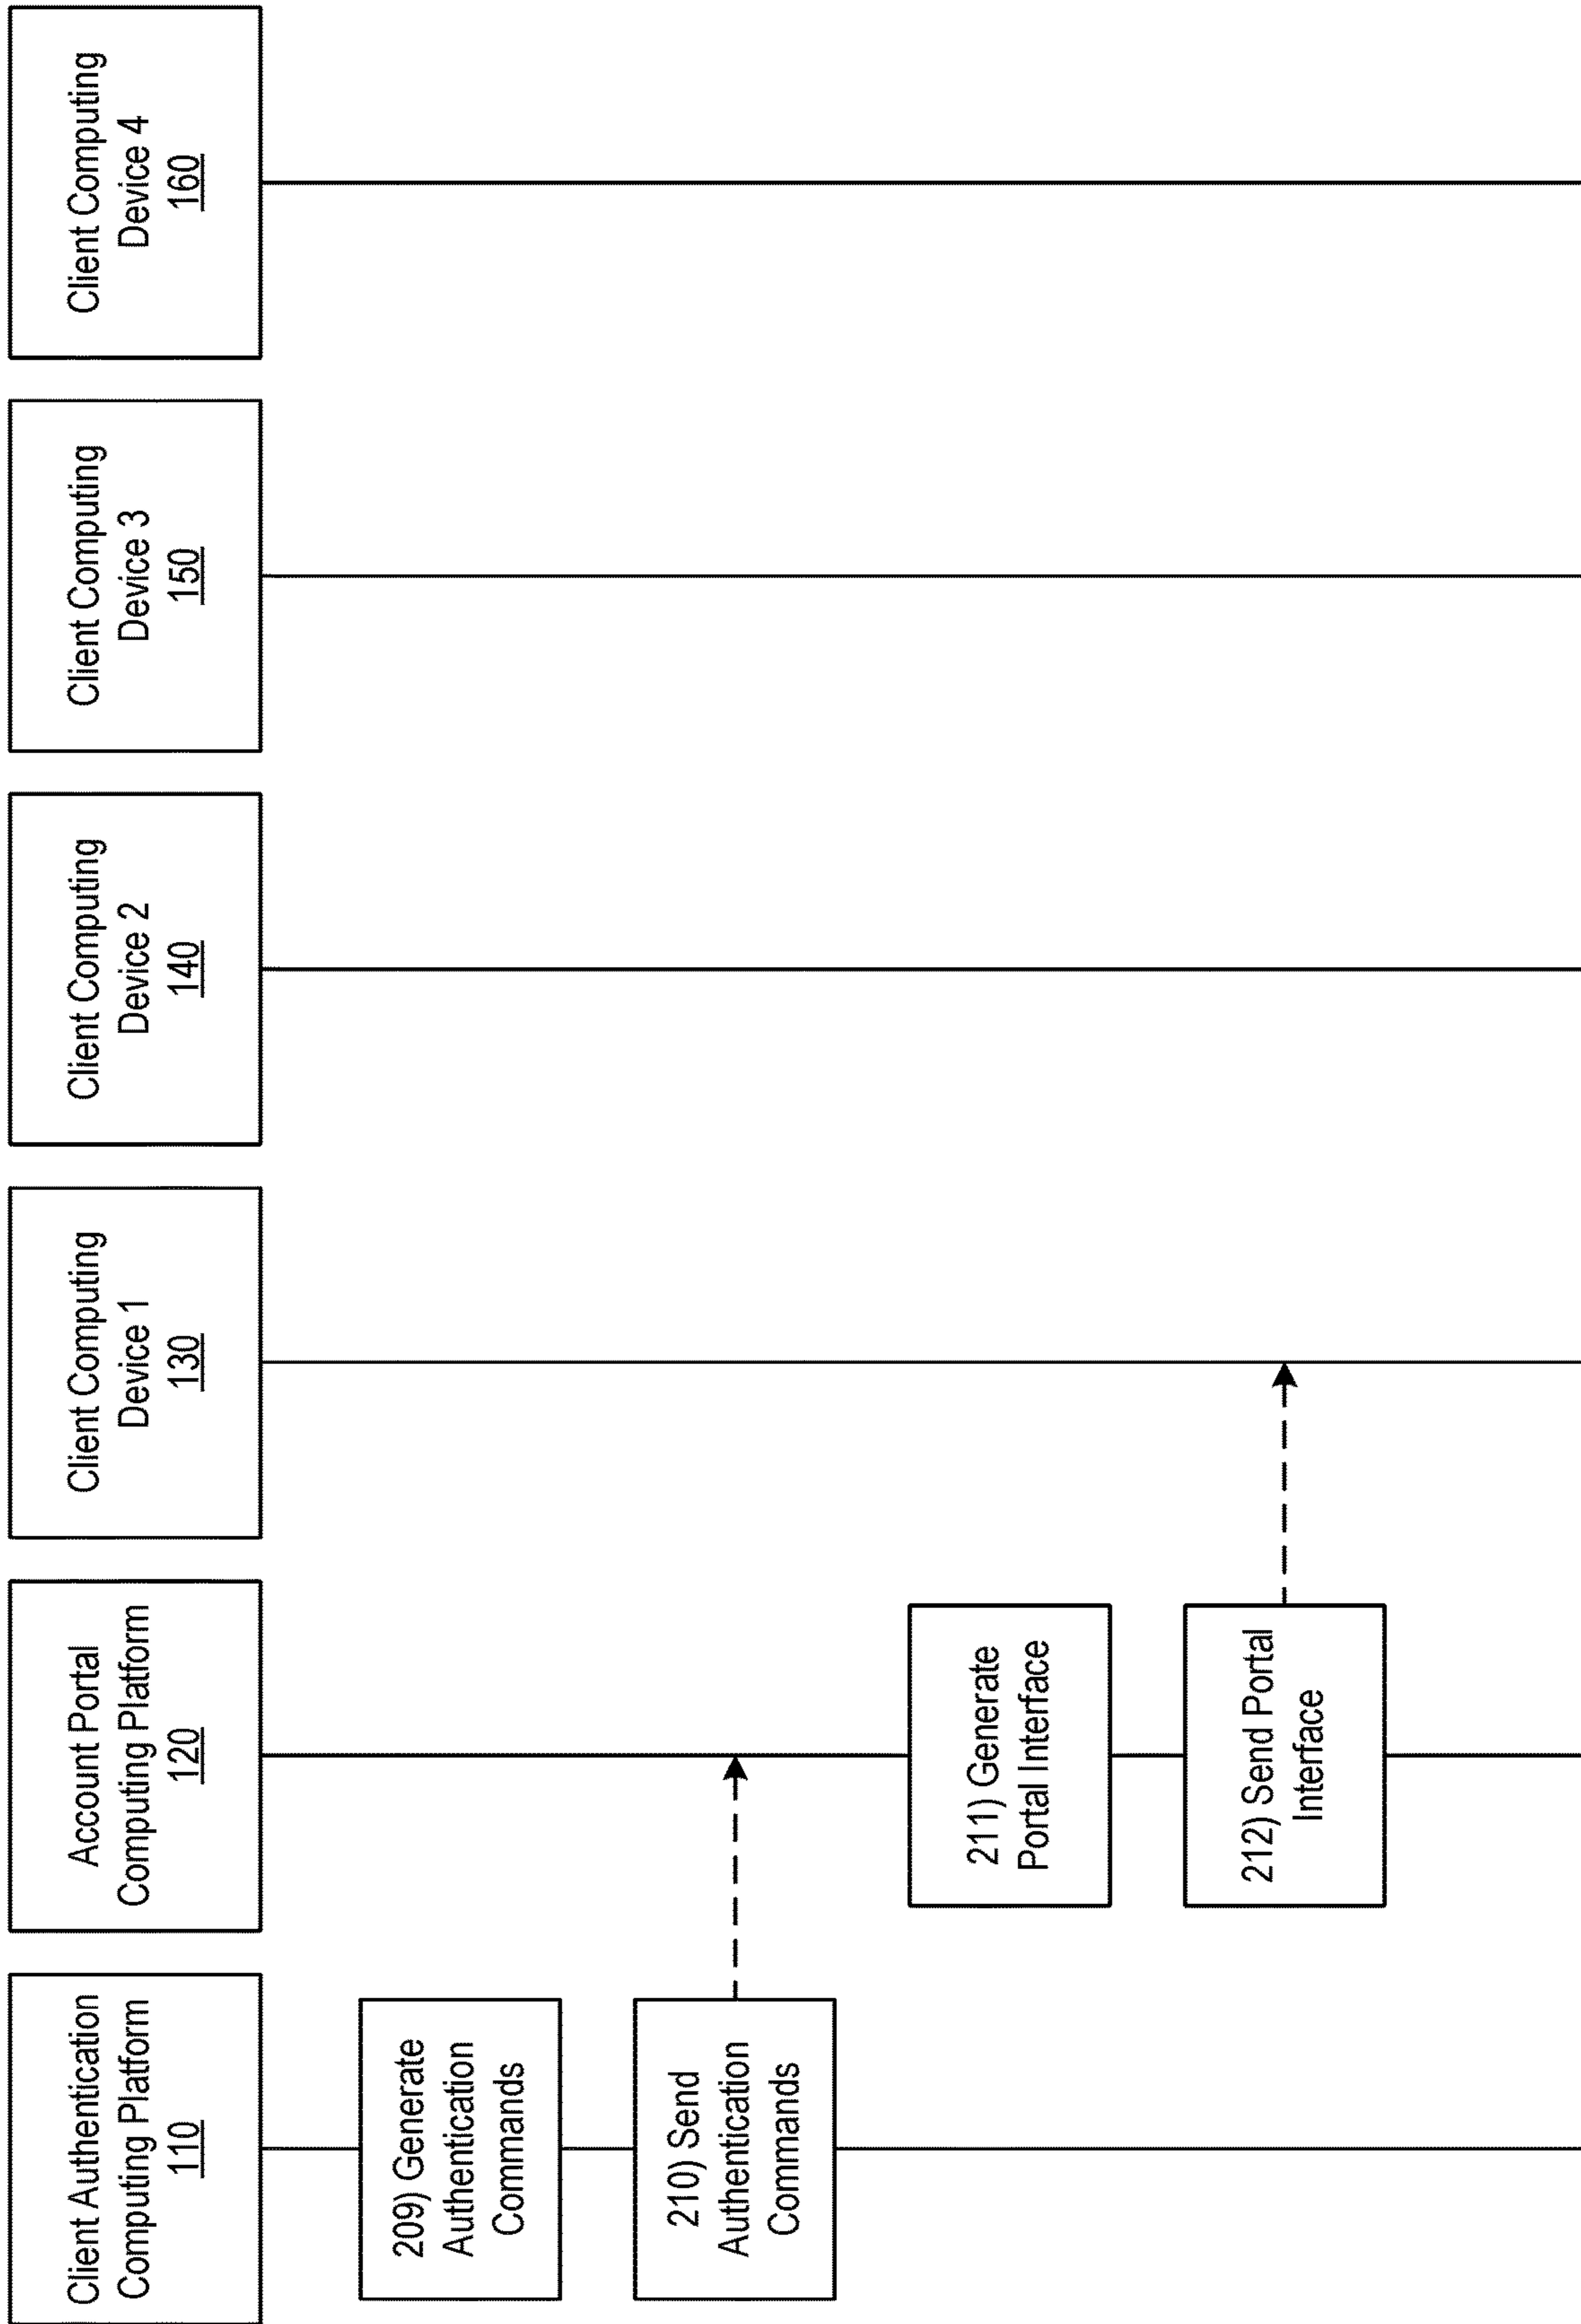 Client Authentication
Computing Platform
110
Account Portal
Computing Platform
120
Client Computing
Device 1
130
Client Computing
Device 2
140
Client Computing
Device 3
150
Client Computing
Device 4
160
209) Generate
Authentication
Commands
210) Send
Authentication
Commands
211) Generate
Portal Interface
212) Send Portal
Interface